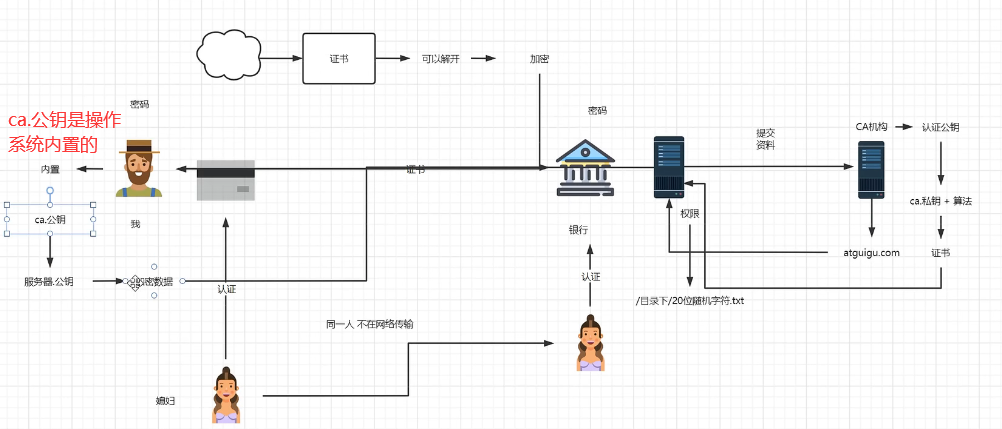 证书
可以解开
加密
密码
ca.公钥是操作
系统内置的
内置
ca.公钥
我
服务器.公钥
密数据
认证
证书
密码
银行
认证
提交
资料
CA机构
认证公钥
ca.私钥 + 算法
atguigu.com
证书
权限
/目录下/20位随机字符.txt
同一人 不在网络传输
媳妇